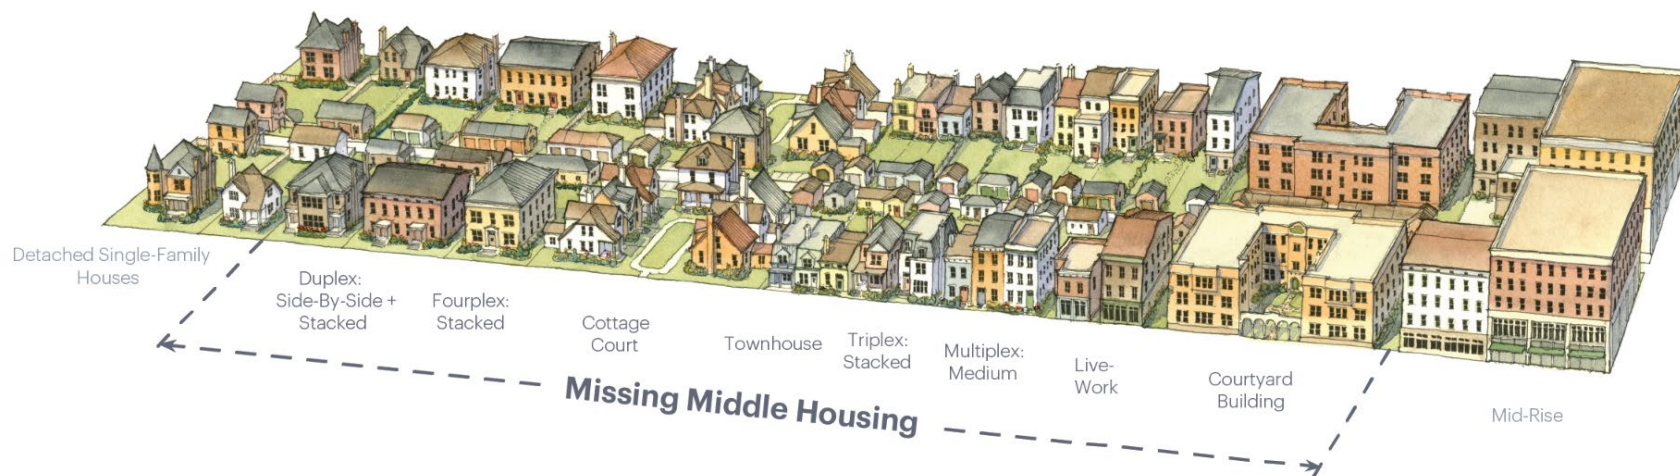 Detached Single-Family
Houses
Duplex:
Side-By-Side +
Stacked
Fourplex:
Stacked
Cottage
Court
Townhouse
Triplex:
Stacked
Multiplex:
Medium
Live-
Work
Courtyard
Building
Mid-Rise
Missing Middle Housing